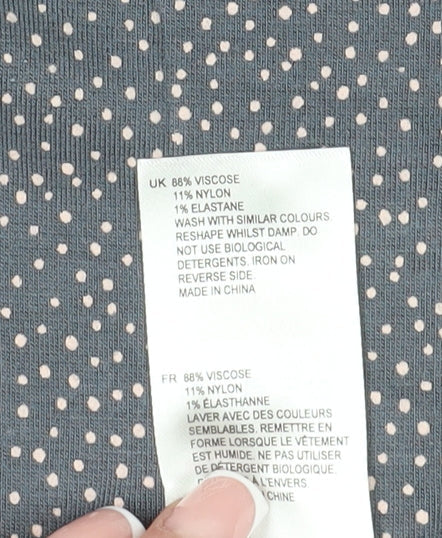 UK 88% VISCOSE
11% NYLON
1% ELASTANE
WASH WITH SIMILAR COLOURS.
RESHAPE WHILST DAMP. DO
NOT USE BIOLOGICAL
DETERGENTS. IRON ON
REVERSE SIDE
MADE IN CHINA
FR 88% VISCOSE
11% NYLON
1% ÉLASTHANNE
LAVER AVEC DES COULEURS
SEMBLABLES. REMETTRE EN
FORME LORSQUE LE VÊTEMENT
EST HUMIDE. NE PAS UTILISER
DE DÉTERGENT BIOLOGIQUE.
À L'ENVERS
CHINE